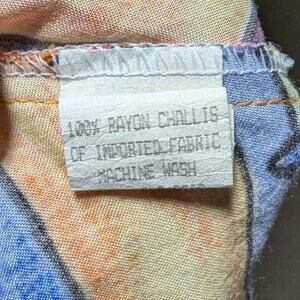 100% RAYON CHALLIS
OF IMPORTED FABRIC
MACHINE WASH